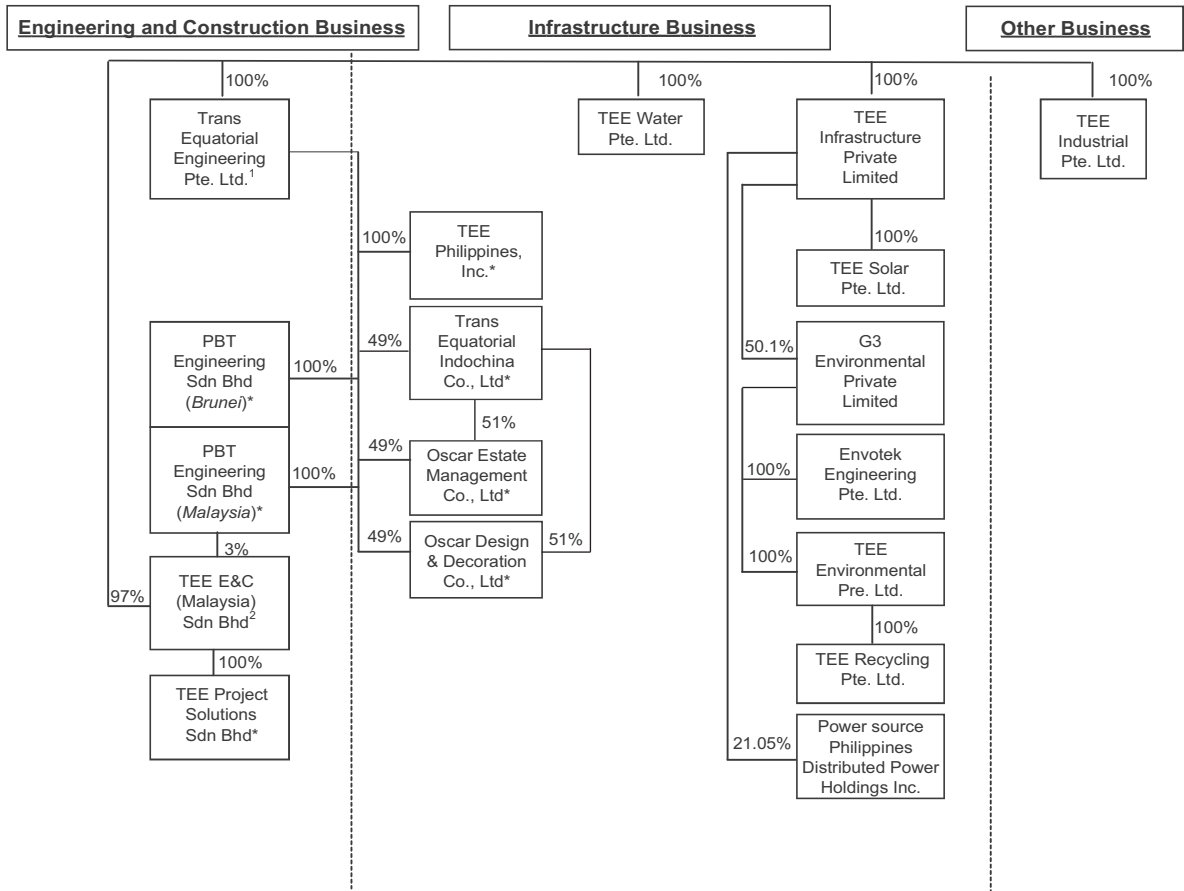 Engineering and Construction Business
Infrastructure Business
Other Business
100%
100%
100%
100%
Trans
Equatorial
Engineering
Pte. Ltd.1
TEE Water
Pte. Ltd.
TEE
Infrastructure
Private
Limited
TEE
Industrial
Pte. Ltd.
100%
TEE
Philippines,
Inc.*
100%
TEE Solar
Pte. Ltd.
PBT
Engineering
Sdn Bhd
(Brunei)*
100%
49%
Trans
Equatorial
Indochina
Co., Ltd*
50.1%
G3
Environmental
Private
Limited
51%
PBT
Engineering
Sdn Bhd
(Malaysia)*
100%
49%
Oscar Estate
Management
Co., Ltd*
100%
Envotek
Engineering
Pte. Ltd.
3%
49%
Oscar Design
& Decoration
Co., Ltd*
51%
100%
TEE
Environmental
Pre. Ltd.
97%
TEE E&C
(Malaysia)
Sdn Bhd2
100%
100%
TEE Recycling
Pte. Ltd.
TEE Project
Solutions
Sdn Bhd*
21.05%
Power source
Philippines
Distributed Power
Holdings Inc.